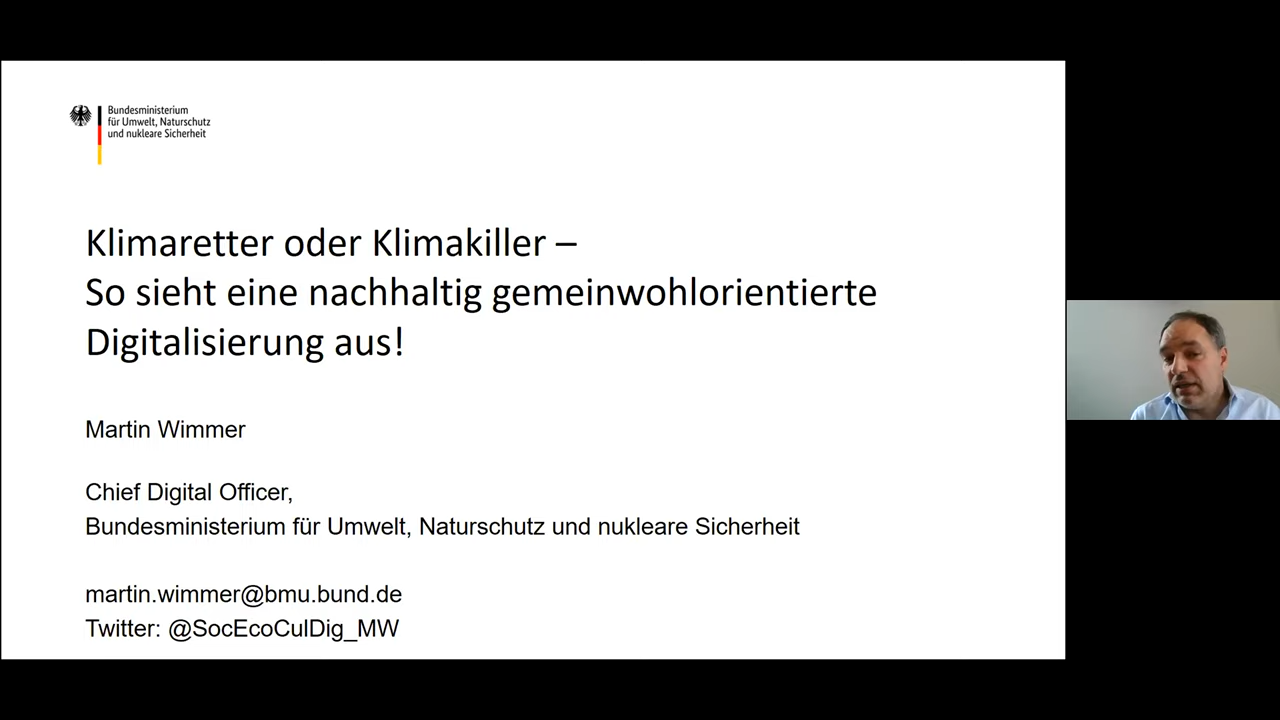 Bundesministerium
für Umwelt, Naturschutz
und nukleare Sicherheit
Klimaretter oder Klimakiller –
So sieht eine nachhaltig gemeinwohlorientierte
Digitalisierung aus!
Martin Wimmer
Chief Digital Officer,
Bundesministerium für Umwelt, Naturschutz und nukleare Sicherheit
martin.wimmer@bmu.bund.de
Twitter: @SocEcoCulDig_MW